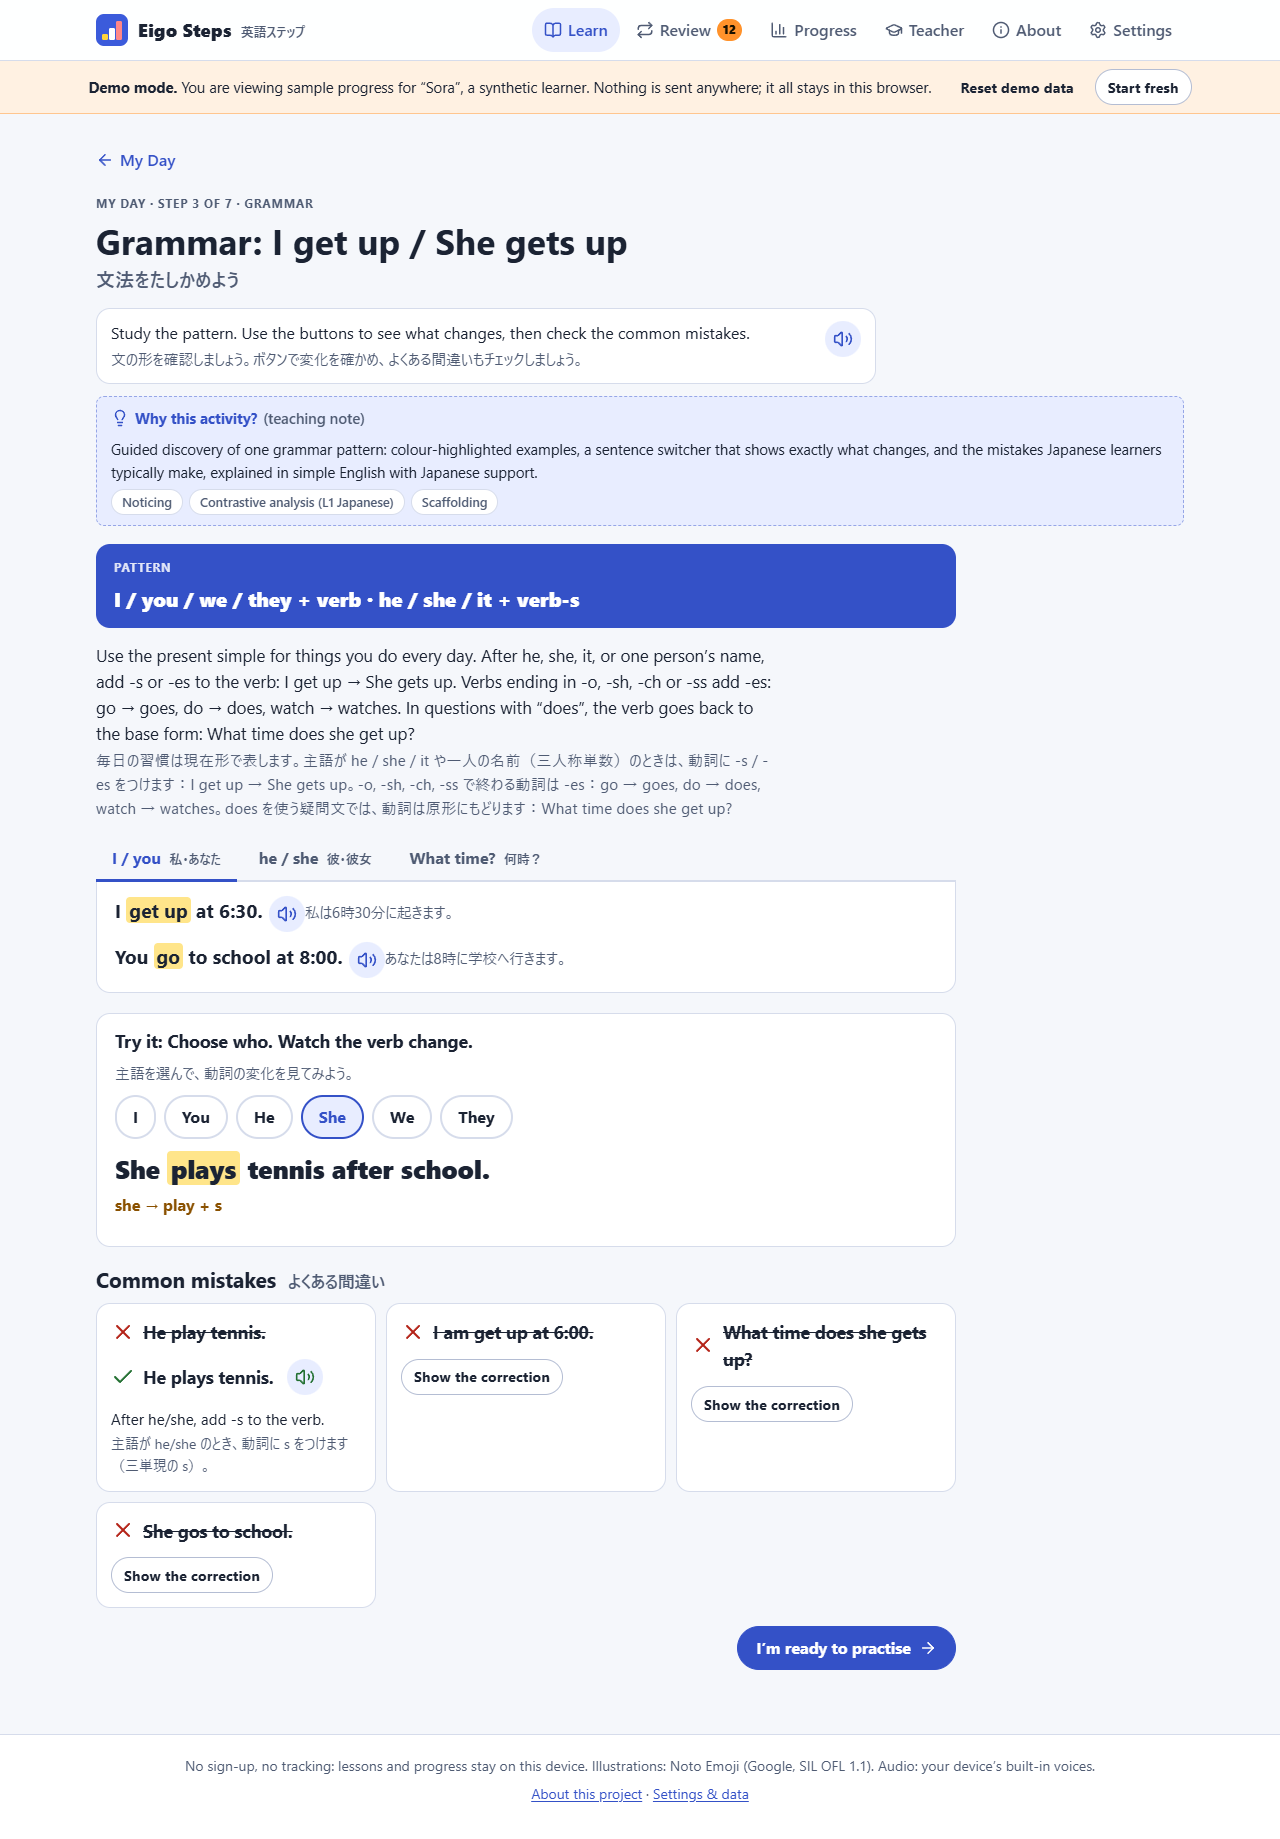 Eigo Steps 英語ステップ Learn Review 12 Progress Teacher About Settings
Demo mode. You are viewing sample progress for “Sora”, a synthetic learner. Nothing is sent anywhere; it all stays in this browser. Reset demo data Start fresh
My Day
MY DAY · STEP 3 OF 7 · GRAMMAR
Grammar: I get up / She gets up
文法をたしかめよう
Study the pattern. Use the buttons to see what changes, then check the common mistakes.
文の形を確認しましょう。ボタンで変化を確かめ、よくある間違いもチェックしましょう。
Why this activity? (teaching note)
Guided discovery of one grammar pattern: colour-highlighted examples, a sentence switcher that shows exactly what changes, and the mistakes Japanese learners
typically make, explained in simple English with Japanese support.
Noticing Contrastive analysis (L1 Japanese) Scaffolding
PATTERN
I / you / we / they + verb · he / she / it + verb-s
Use the present simple for things you do every day. After he, she, it, or one person’s name,
add -s or -es to the verb: I get up → She gets up. Verbs ending in -o, -sh, -ch or -ss add -es:
go → goes, do → does, watch → watches. In questions with “does”, the verb goes back to
the base form: What time does she get up?
毎日の習慣は現在形で表します。主語が he / she / it や一人の名前（三人称単数）のときは、動詞に -s / -
es をつけます：I get up → She gets up。-o, -sh, -ch, -ss で終わる動詞は -es：go → goes, do → does,
watch → watches。does を使う疑問文では、動詞は原形にもどります：What time does she get up?
I / you 私・あなた he / she 彼・彼女 What time? 何時？
I get up at 6:30. 私は6時30分に起きます。
You go to school at 8:00. あなたは8時に学校へ行きます。
Try it: Choose who. Watch the verb change.
主語を選んで、動詞の変化を見てみよう。
I You He She We They
She plays tennis after school.
she → play + s
Common mistakes よくある間違い
He play tennis.
He plays tennis.
After he/she, add -s to the verb.
主語が he/she のとき、動詞に s をつけます
（三単現の s）。
I am get up at 6:00.
Show the correction
What time does she gets
up?
Show the correction
She gos to school.
Show the correction
I’m ready to practise
No sign-up, no tracking: lessons and progress stay on this device. Illustrations: Noto Emoji (Google, SIL OFL 1.1). Audio: your device’s built-in voices.
About this project · Settings & data